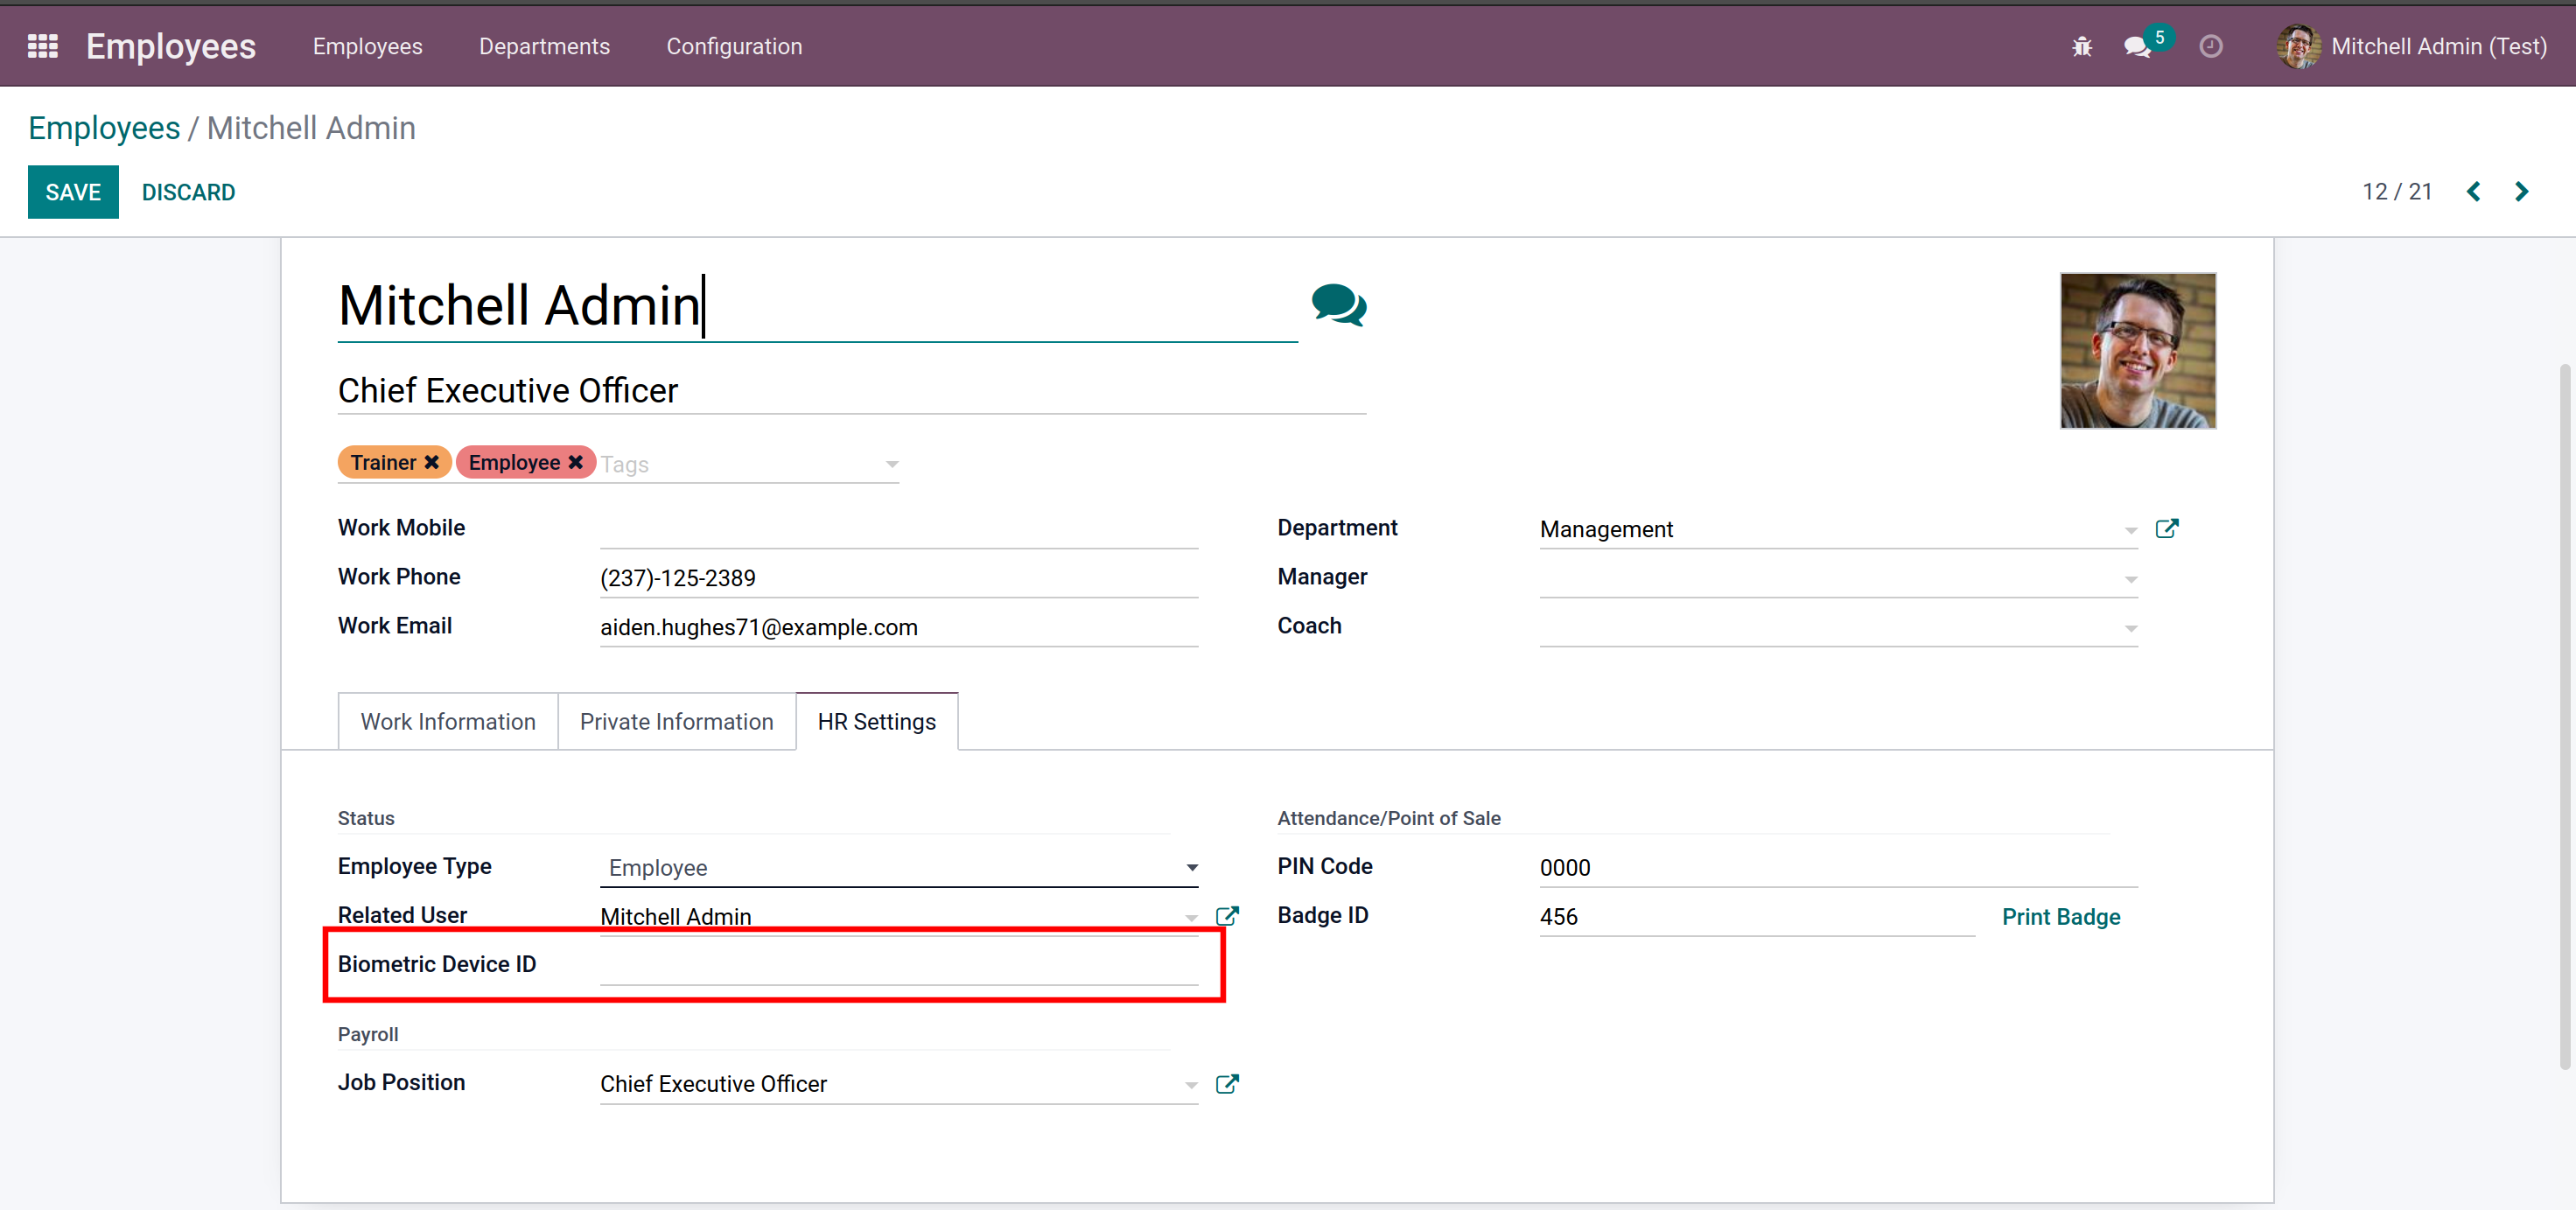 Employees Employees Departments Configuration 5 Mitchell Admin (Test)
Employees / Mitchell Admin
SAVE DISCARD 12 / 21
Mitchell Admin
Chief Executive Officer
Trainer Employee Tags
Work Mobile Department Management
Work Phone (237)-125-2389 Manager
Work Email aiden.hughes71@example.com Coach
Work Information Private Information HR Settings
Status Attendance/Point of Sale
Employee Type Employee PIN Code 0000
Related User Mitchell Admin Badge ID 456 Print Badge
Biometric Device ID
Payroll
Job Position Chief Executive Officer